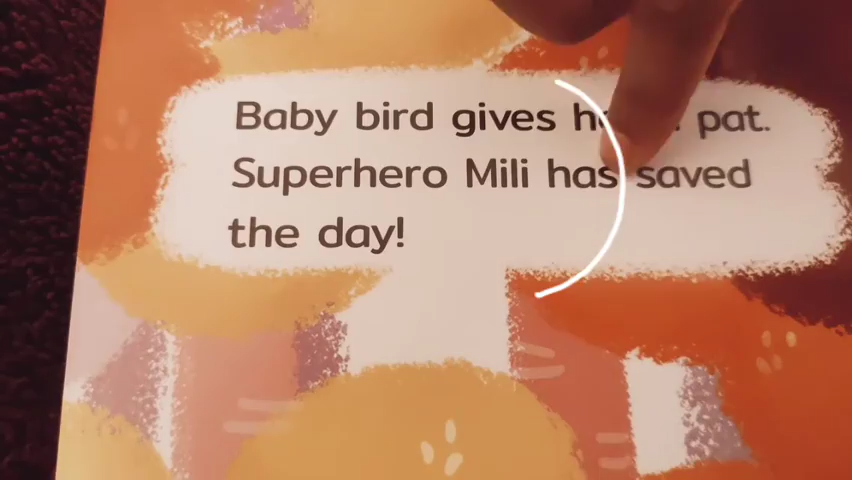 Baby bird gives pat.
Superhero Mili has saved
the day!